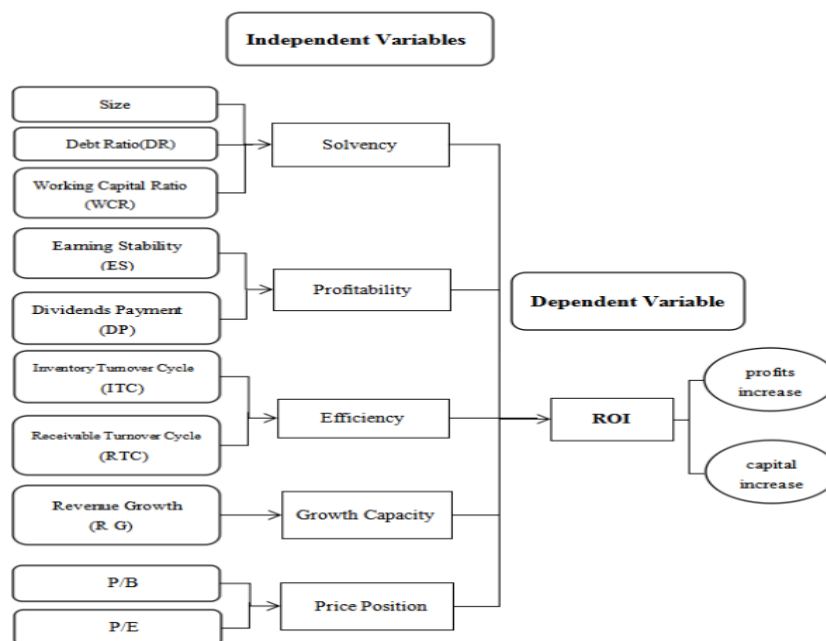 Independent Variables
Size
Debt Ratio(DR)
Working Capital Ratio
(WCR)
Solvency
Earning Stability
(ES)
Dividends Payment
(DP)
Profitability
Dependent Variable
Inventory Turnover Cycle
(ITC)
Receivable Turnover Cycle
(RTC)
Efficiency
ROI
profits
increase
capital
increase
Revenue Growth
(R G)
Growth Capacity
P/B
P/E
Price Position